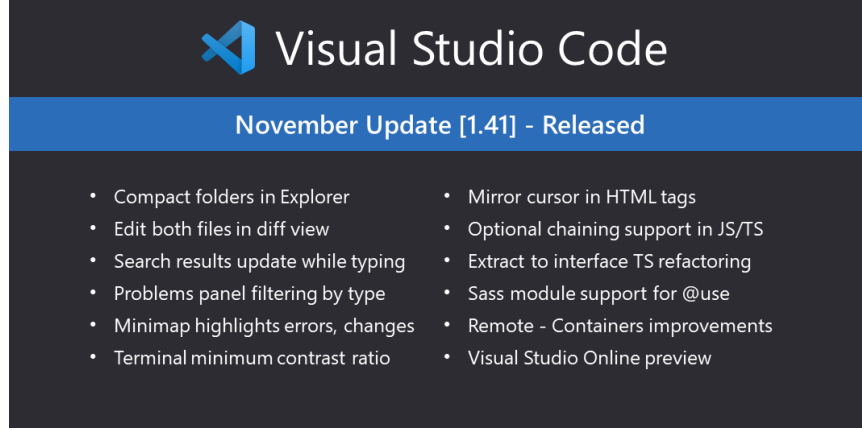 Visual Studio Code
November Update [1.41] - Released
• Compact folders in Explorer
• Edit both files in diff view
• Search results update while typing
• Problems panel filtering by type
• Minimap highlights errors, changes
• Terminal minimum contrast ratio
• Mirror cursor in HTML tags
• Optional chaining support in JS/TS
• Extract to interface TS refactoring
• Sass module support for @use
• Remote - Containers improvements
• Visual Studio Online preview